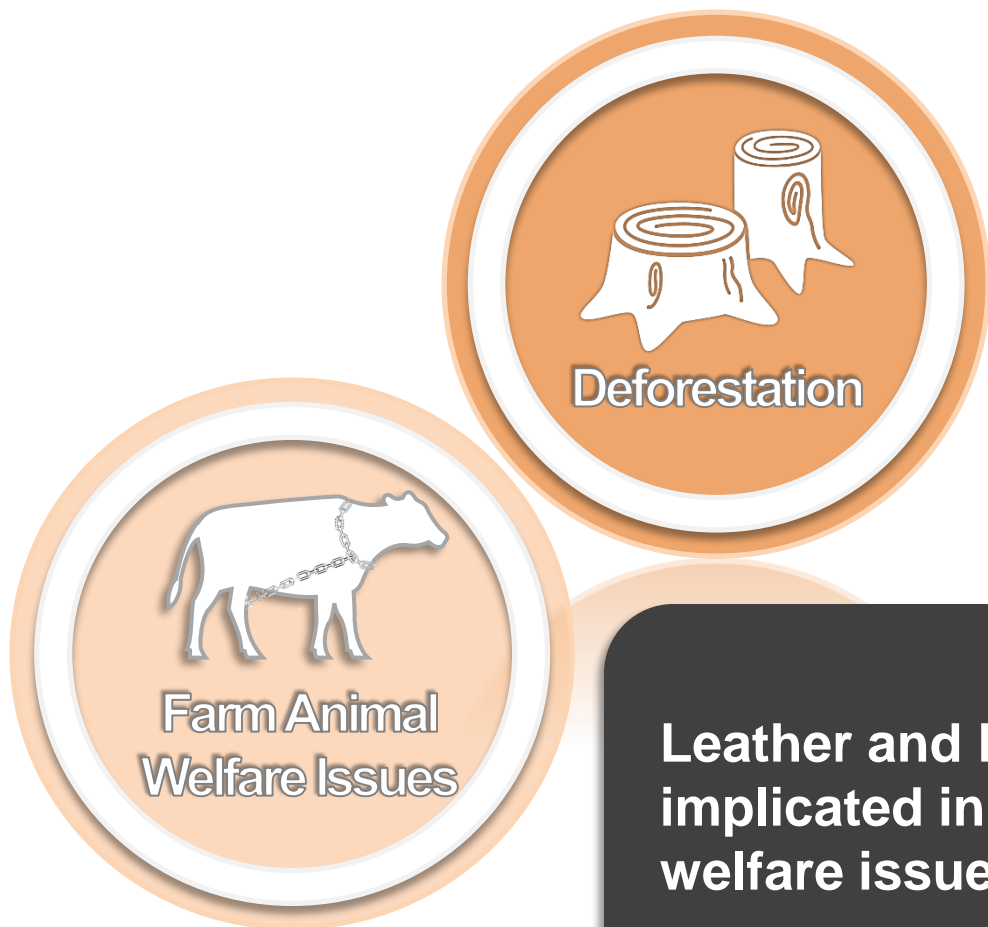 Deforestation
Farm Animal
Welfare Issues
Leather and
implicated in
welfare issue